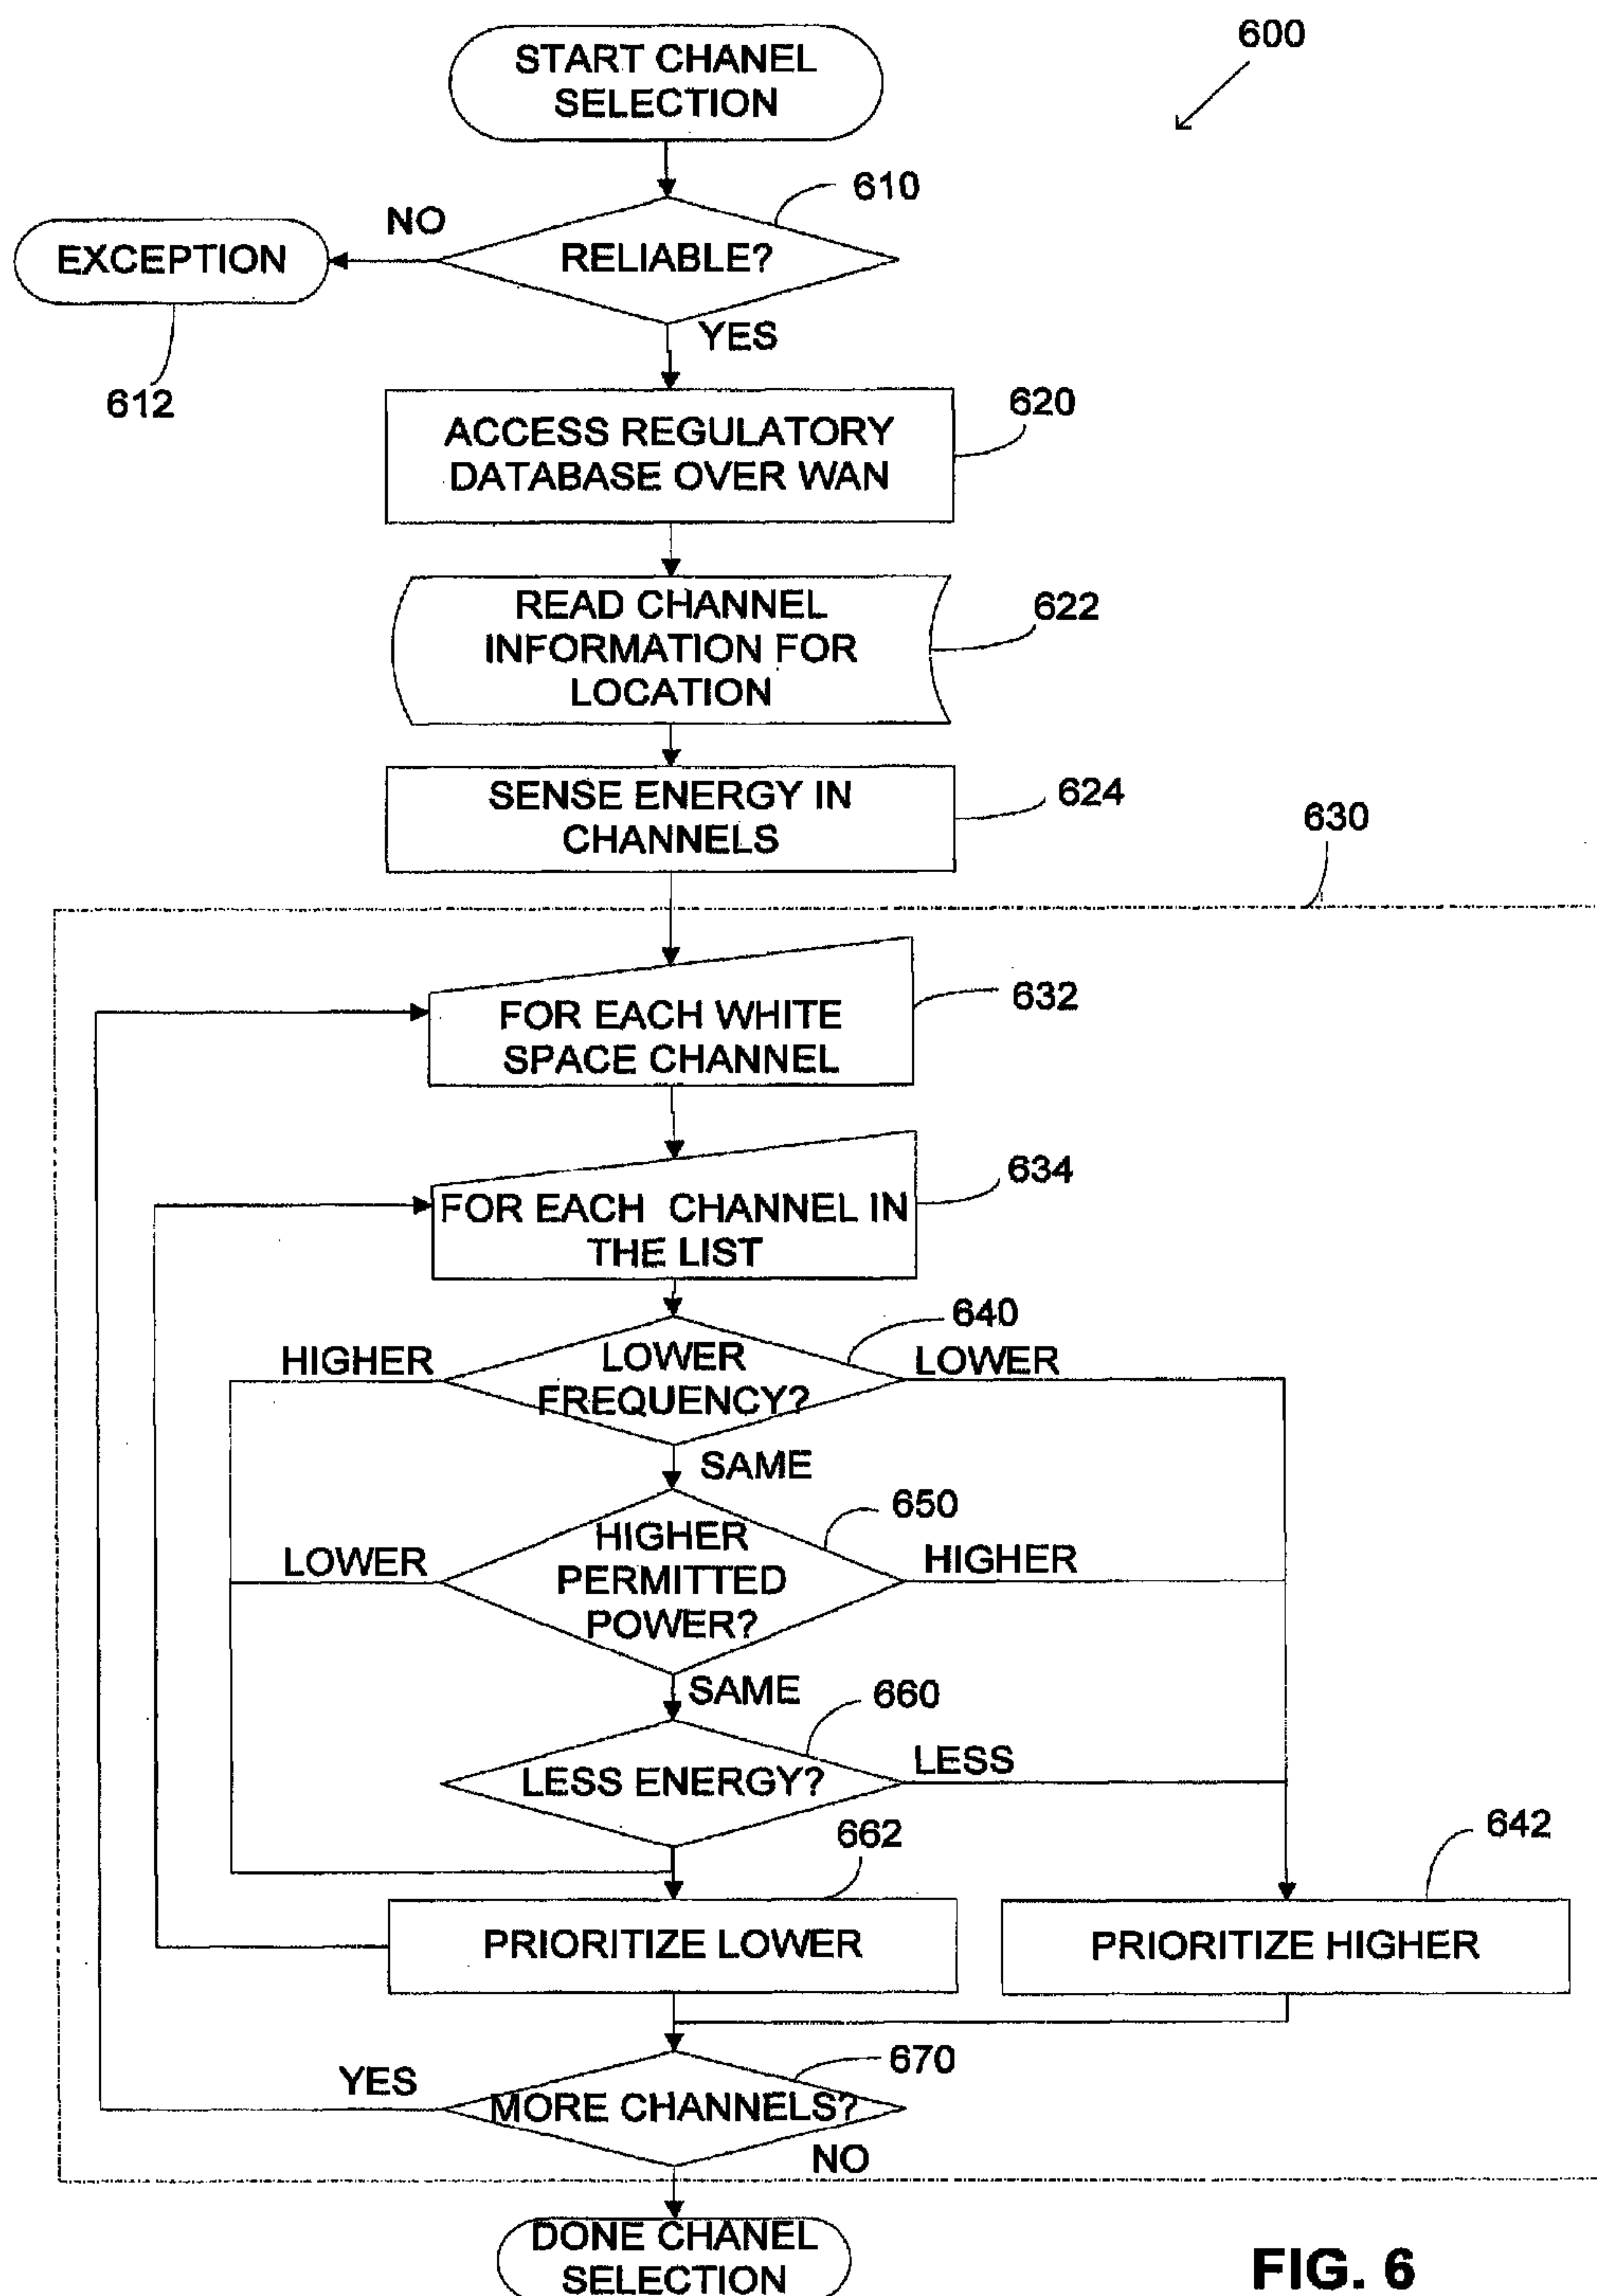 600
START CHANEL
SELECTION
610
NO
RELIABLE?
EXCEPTION
YES
612
ACCESS REGULATORY
DATABASE OVER WAN
620
READ CHANNEL
INFORMATION FOR
LOCATION
622
SENSE ENERGY IN
CHANNELS
624
630
FOR EACH WHITE
SPACE CHANNEL
632
FOR EACH CHANNEL IN
THE LIST
634
640
HIGHER
LOWER
FREQUENCY?
LOWER
SAME
650
LOWER
HIGHER
PERMITTED
POWER?
HIGHER
SAME
660
LESS ENERGY?
LESS
662
642
PRIORITIZE LOWER
PRIORITIZE HIGHER
670
YES
MORE CHANNELS?
NO
DONE CHANEL
SELECTION
FIG. 6